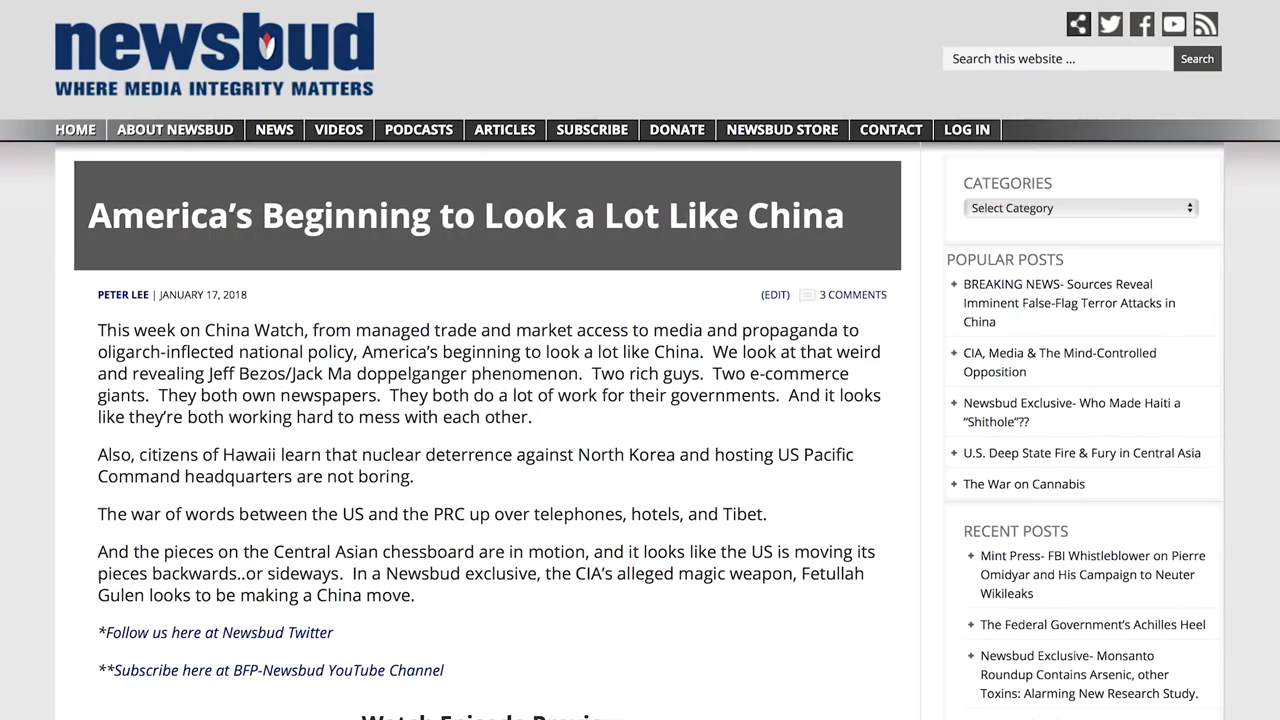 newsbud
WHERE MEDIA INTEGRITY MATTERS
Search this website ...
Search
HOME
ABOUT NEWSBUD
NEWS
VIDEOS
PODCASTS
ARTICLES
SUBSCRIBE
DONATE
NEWSBUD STORE
CONTACT
LOG IN
America’s Beginning to Look a Lot Like China
PETER LEE | JANUARY 17, 2018
(EDIT)
3 COMMENTS
This week on China Watch, from managed trade and market access to media and propaganda to
oligarch-inflected national policy, America’s beginning to look a lot like China.  We look at that weird
and revealing Jeff Bezos/Jack Ma doppelganger phenomenon.  Two rich guys.  Two e-commerce
giants.  They both own newspapers.  They both do a lot of work for their governments.  And it looks
like they’re both working hard to mess with each other.
Also, citizens of Hawaii learn that nuclear deterrence against North Korea and hosting US Pacific
Command headquarters are not boring.
The war of words between the US and the PRC up over telephones, hotels, and Tibet.
And the pieces on the Central Asian chessboard are in motion, and it looks like the US is moving its
pieces backwards..or sideways.  In a Newsbud exclusive, the CIA’s alleged magic weapon, Fetullah
Gulen looks to be making a China move.
*Follow us here at Newsbud Twitter
**Subscribe here at BFP-Newsbud YouTube Channel
Watch Episode Preview
CATEGORIES
Select Category
POPULAR POSTS
BREAKING NEWS- Sources Reveal
Imminent False-Flag Terror Attacks in
China
CIA, Media & The Mind-Controlled
Opposition
Newsbud Exclusive- Who Made Haiti a
“Shithole”??
U.S. Deep State Fire & Fury in Central Asia
The War on Cannabis
RECENT POSTS
Mint Press- FBI Whistleblower on Pierre
Omidyar and His Campaign to Neuter
Wikileaks
The Federal Government’s Achilles Heel
Newsbud Exclusive- Monsanto
Roundup Contains Arsenic, other
Toxins: Alarming New Research Study.